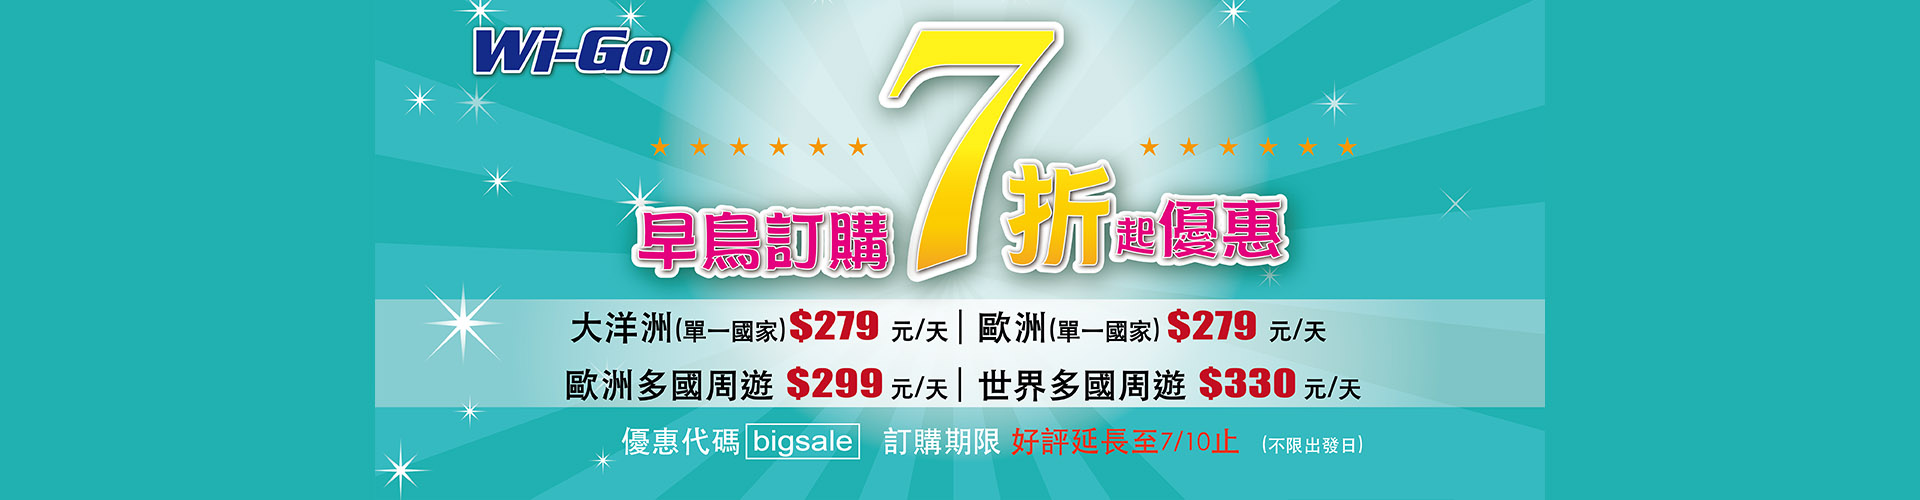 Wi-Go
早鳥訂購7折起優惠
大洋洲(單一國家)$279 元/天 | 歐洲(單一國家) $279 元/天
歐洲多國周遊 $299 元/天 | 世界多國周遊 $330 元/天
優惠代碼 bigsale 訂購期限 好評延長至7/10止 (不限出發日)